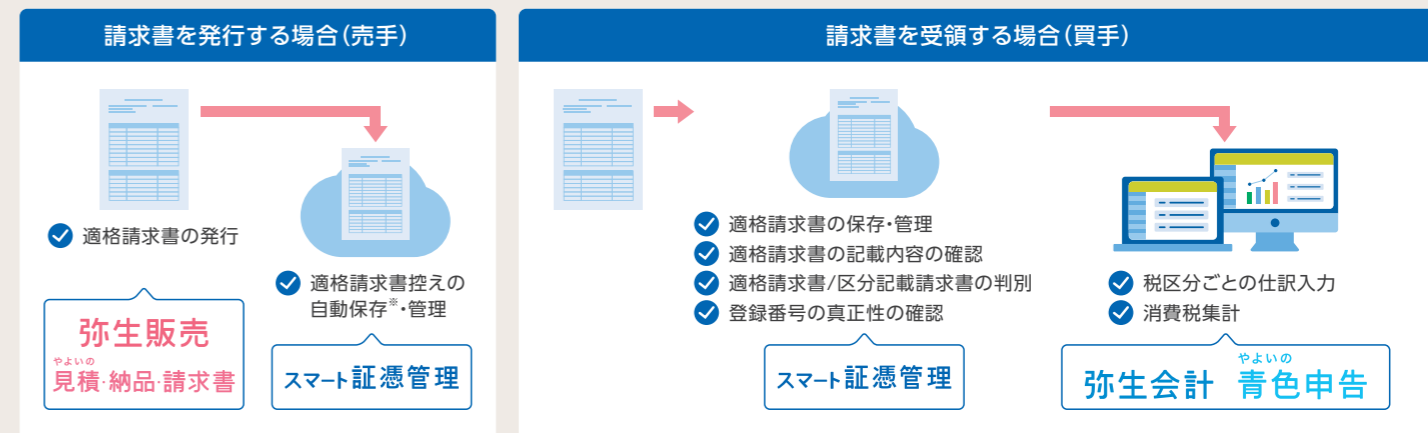 請求書を発行する場合(売手)
適格請求書の発行
弥生販売
やよいの
見積・納品・請求書
適格請求書控えの
自動保存※・管理
スマート証憑管理
請求書を受領する場合(買手)
適格請求書の保存・管理
適格請求書の記載内容の確認
適格請求書/区分記載請求書の判別
登録番号の真正性の確認
スマート証憑管理
税区分ごとの仕訳入力
消費税集計
やよいの
弥生会計 青色申告